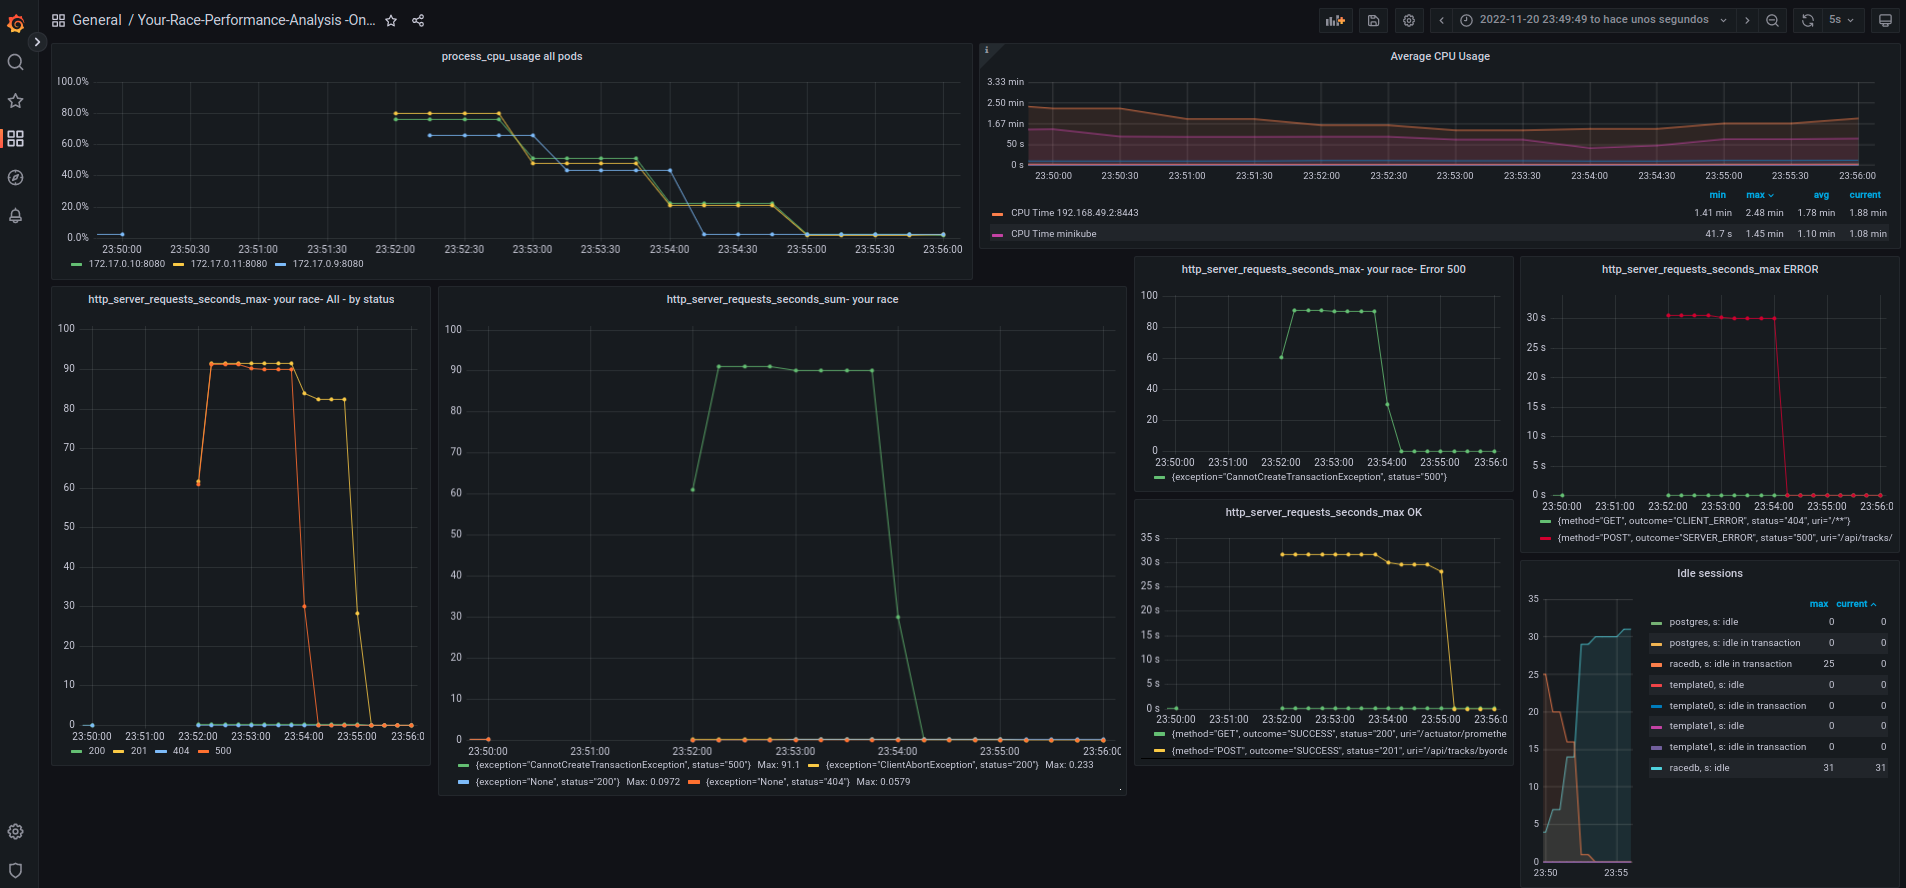 General / Your-Race-Performance-Analysis -On...
2022-11-20 23:49:49 to hace unos segundos
5s
process_cpu_usage all pods
100.0%
80.0%
60.0%
40.0%
20.0%
0.0%
23:50:00 23:50:30 23:51:00 23:51:30 23:52:00 23:52:30 23:53:00 23:53:30 23:54:00 23:54:30 23:55:00 23:55:30 23:56:00
172.17.0.10:8080 172.17.0.11:8080 172.17.0.9:8080
i
Average CPU Usage
3.33 min
2.50 min
1.67 min
50 s
0 s
23:50:00 23:50:30 23:51:00 23:51:30 23:52:00 23:52:30 23:53:00 23:53:30 23:54:00 23:54:30 23:55:00 23:55:30 23:56:00
min max avg current
CPU Time 192.168.49.2:8443 1.41 min 2.48 min 1.78 min 1.88 min
CPU Time minikube 41.7 s 1.45 min 1.10 min 1.08 min
http_server_requests_seconds_max- your race- All - by status
100
90
80
70
60
50
40
30
20
10
0
23:50:00 23:51:00 23:52:00 23:53:00 23:54:00 23:55:00 23:56:0
200 201 404 500
http_server_requests_seconds_sum- your race
100
90
80
70
60
50
40
30
20
10
0
23:50:00 23:51:00 23:52:00 23:53:00 23:54:00 23:55:00 23:56:0
{exception="CannotCreateTransactionException", status="500"} Max: 91.1 {exception="ClientAbortException", status="200"} Max: 0.233
{exception="None", status="200"} Max: 0.0972 {exception="None", status="404"} Max: 0.0579
http_server_requests_seconds_max- your race- Error 500
100
80
60
40
20
0
23:50:00 23:51:00 23:52:00 23:53:00 23:54:00 23:55:00 23:56:0
{exception="CannotCreateTransactionException", status="500"}
http_server_requests_seconds_max OK
35 s
30 s
25 s
20 s
15 s
10 s
5 s
0 s
23:50:00 23:51:00 23:52:00 23:53:00 23:54:00 23:55:00 23:56:0
{method="GET", outcome="SUCCESS", status="200", uri="/actuator/promethe
{method="POST", outcome="SUCCESS", status="201", uri="/api/tracks/byorde
http_server_requests_seconds_max ERROR
30 s
25 s
20 s
15 s
10 s
5 s
0 s
23:50:00 23:51:00 23:52:00 23:53:00 23:54:00 23:55:00 23:56:0
{method="GET", outcome="CLIENT_ERROR", status="404", uri="/**"}
{method="POST", outcome="SERVER_ERROR", status="500", uri="/api/tracks/
Idle sessions
35
30
25
20
15
10
5
0
23:50 23:55
max current
postgres, s: idle 0 0
postgres, s: idle in transaction 0 0
racedb, s: idle in transaction 25 0
template0, s: idle 0 0
template0, s: idle in transaction 0 0
template1, s: idle 0 0
template1, s: idle in transaction 0 0
racedb, s: idle 31 31